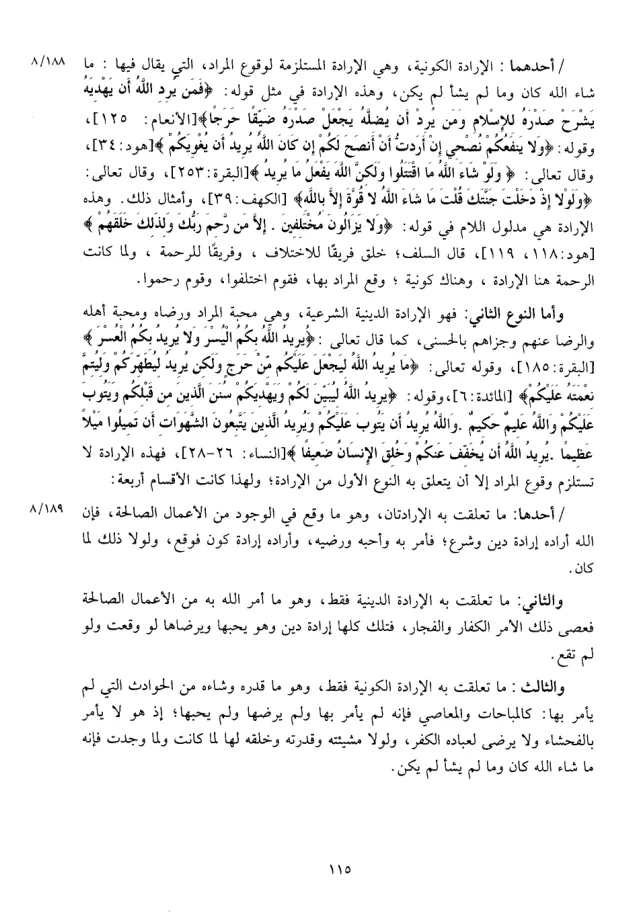 ٨/١٨٨
/ أحدهما : الإرادة الكونية، وهي الإرادة المستلزمة لوقوع المراد، التي يقال فيها : ما
شاء الله كان وما لم يشأ لم يكن، وهذه الإرادة في مثل قوله: ﴿فَمَن يُرِدِ اللَّهُ أَن يَهْدِيَهُ
يَشْرَحْ صَدْرَهُ لِلإِسْلامِ وَمَن يُرِدْ أَن يُضِلَّهُ يَجْعَلْ صَدْرَهُ ضَيِّقًا حَرَجًا﴾[الأنعام: ١٢٥]،
وقوله: ﴿وَلا يَنفَعُكُمْ نُصْحِي إِنْ أَرَدتُّ أَنْ أَنصَحَ لَكُمْ إِن كَانَ اللَّهُ يُرِيدُ أَن يُغْوِيَكُمْ ﴾[هود:٣٤]،
وقال تعالى: ﴿ وَلَوْ شَاءَ اللَّهُ مَا اقْتَتَلُوا وَلَكِنَّ اللَّهَ يَفْعَلُ مَا يُرِيدُ ﴾[البقرة:٢٥٣]، وقال تعالى:
﴿وَلَوْلا إِذْ دَخَلْتَ جَنَّتَكَ قُلْتَ مَا شَاءَ اللَّهُ لا قُوَّةَ إِلاَّ بِاللَّهِ﴾ [الكهف:٣٩]، وأمثال ذلك. وهذه
الإرادة هي مدلول اللام في قوله: ﴿وَلا يَزَالُونَ مُخْتَلِفِينَ . إِلاَّ مَن رَّحِمَ رَبُّكَ وَلِذَلِكَ خَلَقَهُمْ ﴾
[هود:١١٨، ١١٩]، قال السلف؛ خلق فريقًا للاختلاف ، وفريقًا للرحمة ، ولما كانت
الرحمة هنا الإرادة ، وهناك كونية ؛ وقع المراد بها، فقوم اختلفوا، وقوم رحموا.
وأما النوع الثاني: فهو الإرادة الدينية الشرعية، وهي محبة المراد ورضاه ومحبة أهله
والرضا عنهم وجزاهم بالحسنى، كما قال تعالى :﴿يُرِيدُ اللَّهُ بِكُمُ الْيُسْرَ وَلا يُرِيدُ بِكُمُ الْعُسْرَ ﴾
[البقرة:١٨٥]، وقوله تعالى: ﴿مَا يُرِيدُ اللَّهُ لِيَجْعَلَ عَلَيْكُم مِّنْ حَرَجٍ وَلَكِن يُرِيدُ لِيُطَهِّرَكُمْ وَلِيُتِمَّ
نِعْمَتَهُ عَلَيْكُمْ﴾ [المائدة:٦]،وقوله: ﴿يُرِيدُ اللَّهُ لِيُبَيِّنَ لَكُمْ وَيَهْدِيَكُمْ سُنَنَ الَّذِينَ مِن قَبْلِكُمْ وَيَتُوبَ
عَلَيْكُمْ وَاللَّهُ عَلِيمٌ حَكِيمٌ .وَاللَّهُ يُرِيدُ أَن يَتُوبَ عَلَيْكُمْ وَيُرِيدُ الَّذِينَ يَتَّبِعُونَ الشَّهَوَاتِ أَن تَمِيلُوا مَيْلاً
عَظِيمًا .يُرِيدُ اللَّهُ أَن يُخَفِّفَ عَنكُمْ وَخُلِقَ الإِنسَانُ ضَعِيفًا ﴾[النساء: ٢٦-٢٨]، فهذه الإرادة لا
تستلزم وقوع المراد إلا أن يتعلق به النوع الأول من الإرادة؛ ولهذا كانت الأقسام أربعة:
٨/١٨٩
/ أحدها: ما تعلقت به الإرادتان، وهو ما وقع في الوجود من الأعمال الصالحة، فإن
الله أراده إرادة دين وشرع؛ فأمر به وأحبه ورضيه، وأراده إرادة كون فوقع، ولولا ذلك لما
كان.
والثاني: ما تعلقت به الإرادة الدينية فقط، وهو ما أمر الله به من الأعمال الصالحة
فعصى ذلك الأمر الكفار والفجار، فتلك كلها إرادة دين وهو يحبها ويرضاها لو وقعت ولو
لم تقع.
والثالث : ما تعلقت به الإرادة الكونية فقط، وهو ما قدره وشاءه من الحوادث التي لم
يأمر بها: كالمباحات والمعاصي فإنه لم يأمر بها ولم يرضها ولم يحبها؛ إذ هو لا يأمر
بالفحشاء ولا يرضى لعباده الكفر، ولولا مشيئته وقدرته وخلقه لها لما كانت ولما وجدت فإنه
ما شاء الله كان وما لم يشأ لم يكن.
١١٥